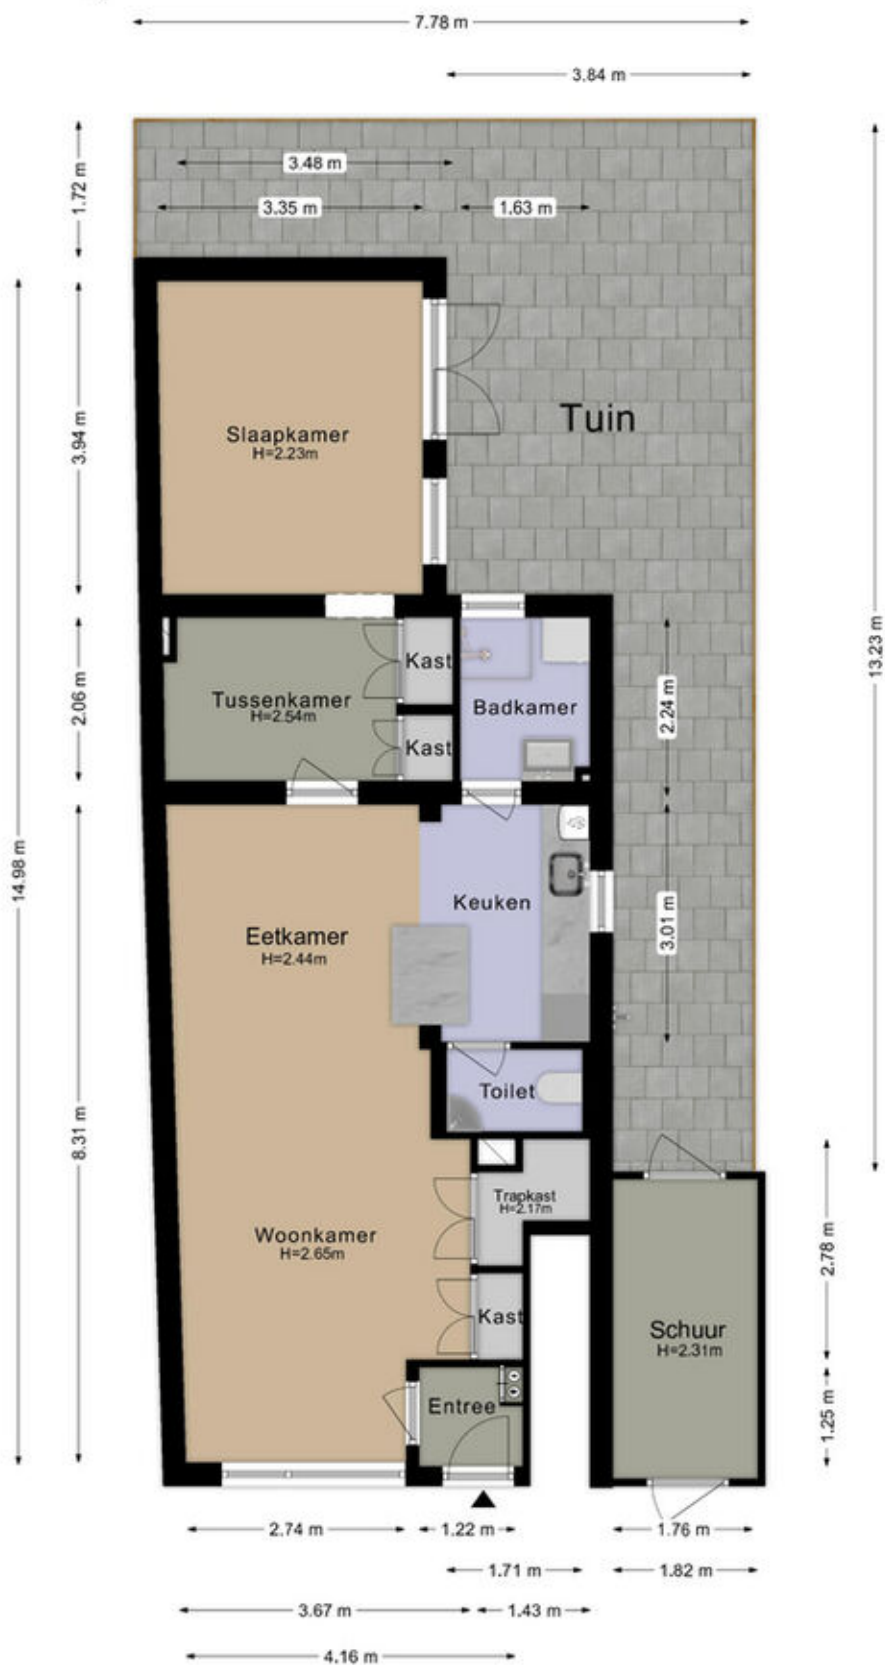 7.78 m
3.84 m
1.72 m
3.48 m
3.35 m
1.63 m
3.94 m
Slaapkamer
H=2.23m
Tuin
13.23 m
2.06 m
Kast
Tussenkamer
H=2.54m
Badkamer
2.24 m
Kast
14.98 m
Keuken
3.01 m
Eetkamer
H=2.44m
Toilet
8.31 m
Trapkast
H=2.17m
Woonkamer
H=2.65m
2.78 m
Kast
Schuur
H=2.31m
Entree
1.25 m
2.74 m
1.22 m
1.76 m
1.71 m
1.82 m
3.67 m
1.43 m
4.16 m